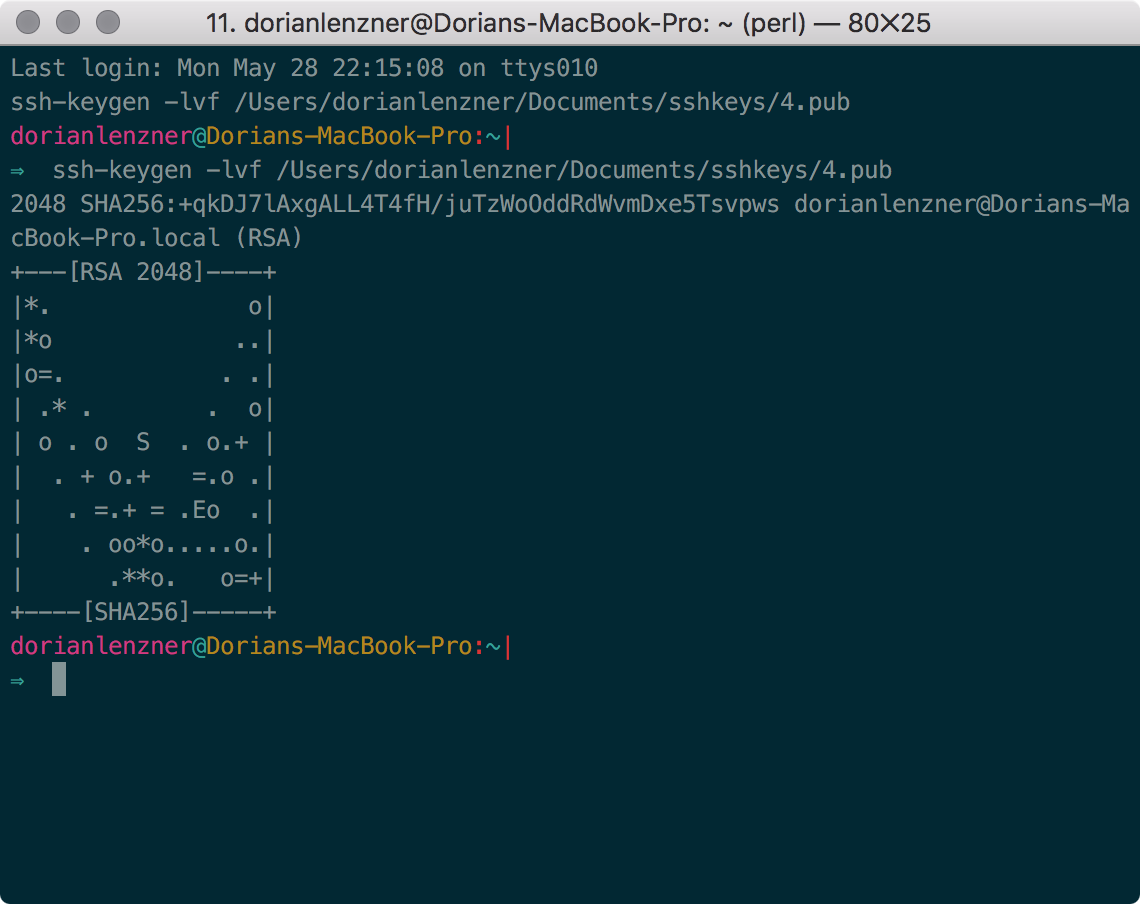 11. dorianlenzner@Dorians-MacBook-Pro: ~ (perl) — 80×25
Last login: Mon May 28 22:15:08 on ttys010
ssh-keygen -lvf /Users/dorianlenzner/Documents/sshkeys/4.pub
dorianlenzner@Dorians-MacBook-Pro:~|
⇒  ssh-keygen -lvf /Users/dorianlenzner/Documents/sshkeys/4.pub
2048 SHA256:+qkDJ7lAxgALL4T4fH/juTzWoOddRdWvmDxe5Tsvpws dorianlenzner@Dorians-Ma
cBook-Pro.local (RSA)
+---[RSA 2048]----+
|*.              o|
|*o             ..|
|o=.           . .|
| .* .        .  o|
| o . o  S  . o.+ |
|  . + o.+   =.o .|
|   . =.+ = .Eo  .|
|    . oo*o.....o.|
|      .**o.   o=+|
+----[SHA256]-----+
dorianlenzner@Dorians-MacBook-Pro:~|
⇒